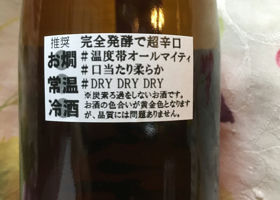 推奨 完全発酵で超辛口
お燗 #温度帯オールマイティ
#口当たり柔らか
常温 #DRY DRY DRY
※炭素ろ過をしないお酒です。
冷酒 お酒の色合いが黄金色となりますが、品質には問題ありません。